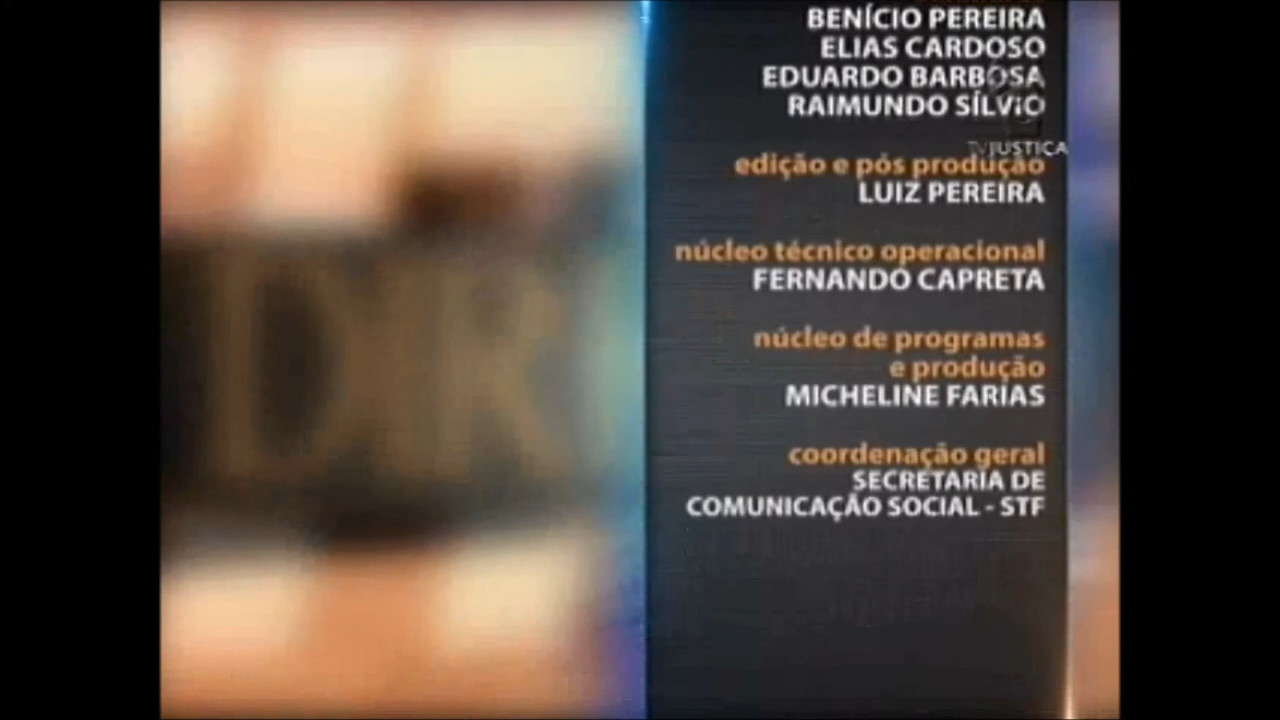 BENÍCIO PEREIRA
ELIAS CARDOSO
EDUARDO BARBOSA
RAIMUNDO SÍLVIO
TV JUSTIÇA
edição e pós produção
LUIZ PEREIRA
núcleo técnico operacional
FERNANDO CAPRETA
núcleo de programas
e produção
MICHELINE FARIAS
coordenação geral
SECRETARIA DE
COMUNICAÇÃO SOCIAL - STF
DIR